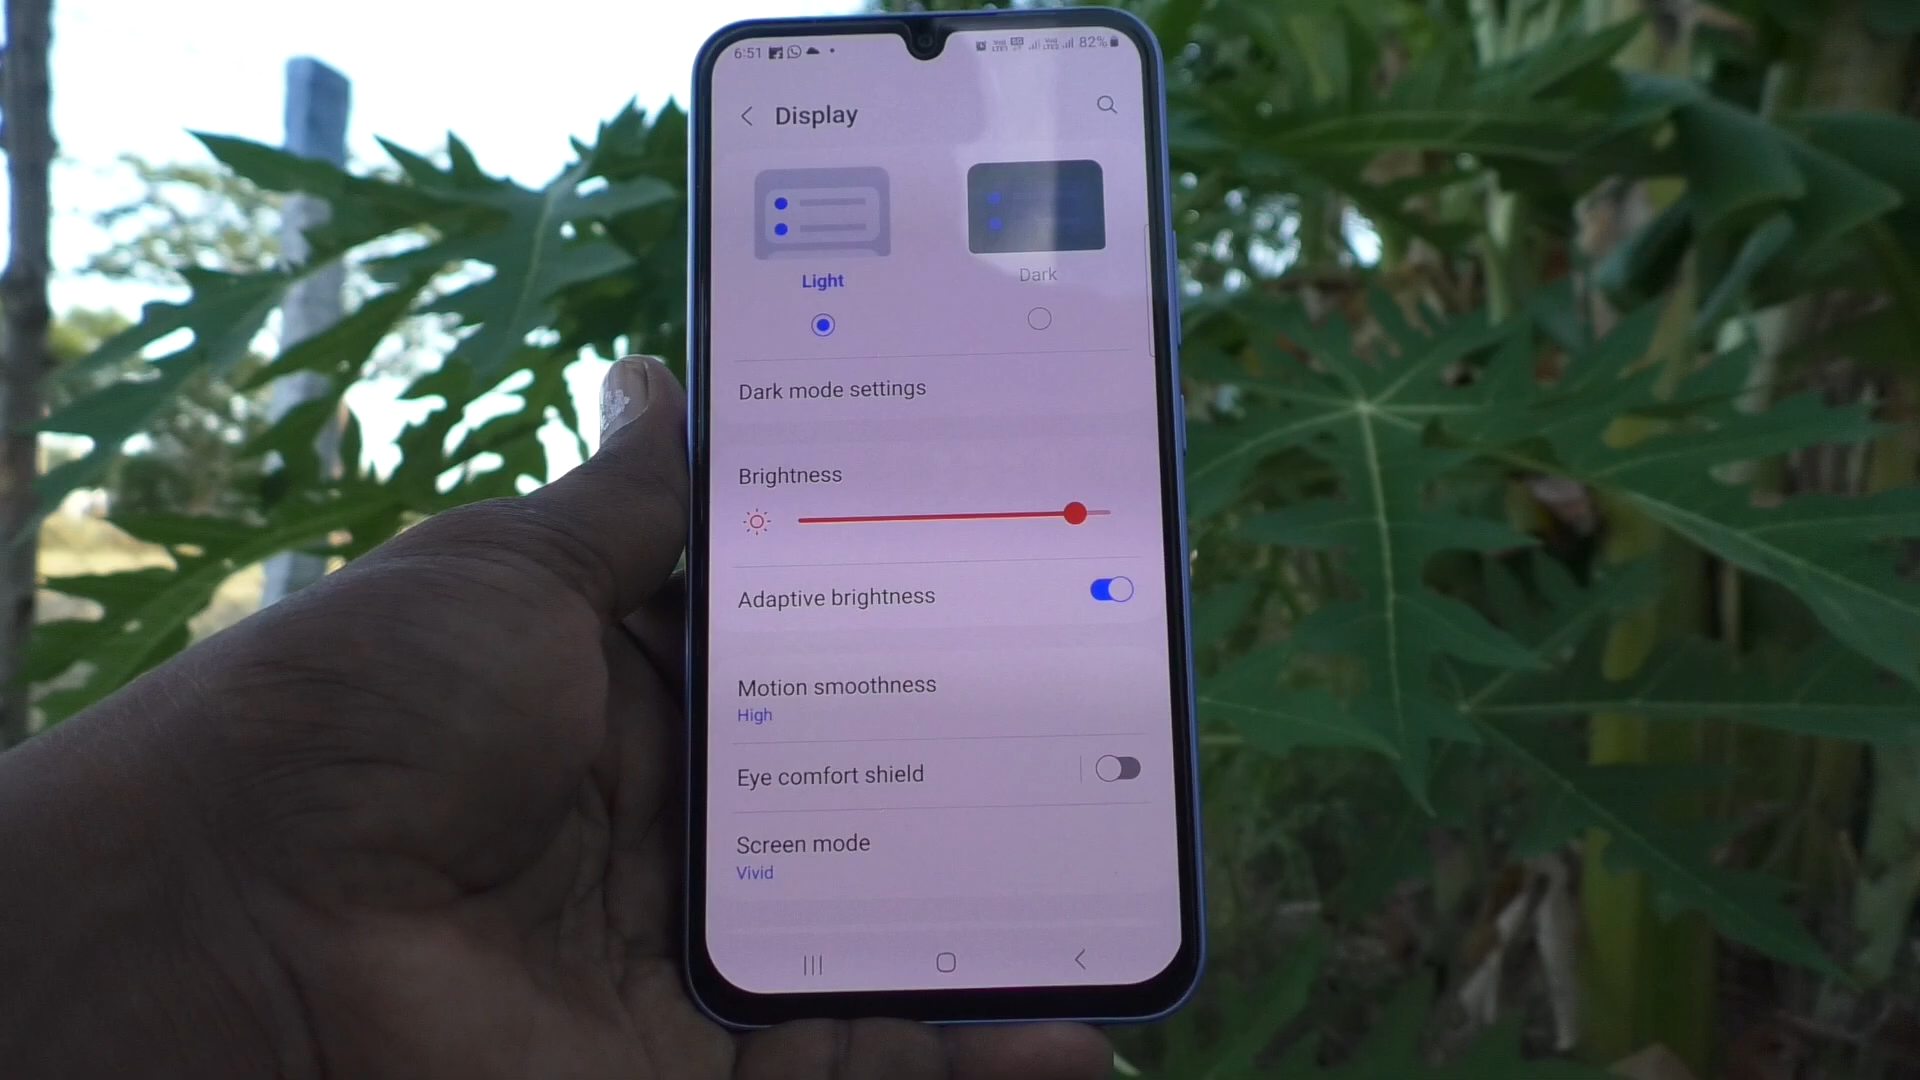 6:51 82%
Display
Light
Dark
Dark mode settings
Brightness
Adaptive brightness
Motion smoothness
High
Eye comfort shield
Screen mode
Vivid